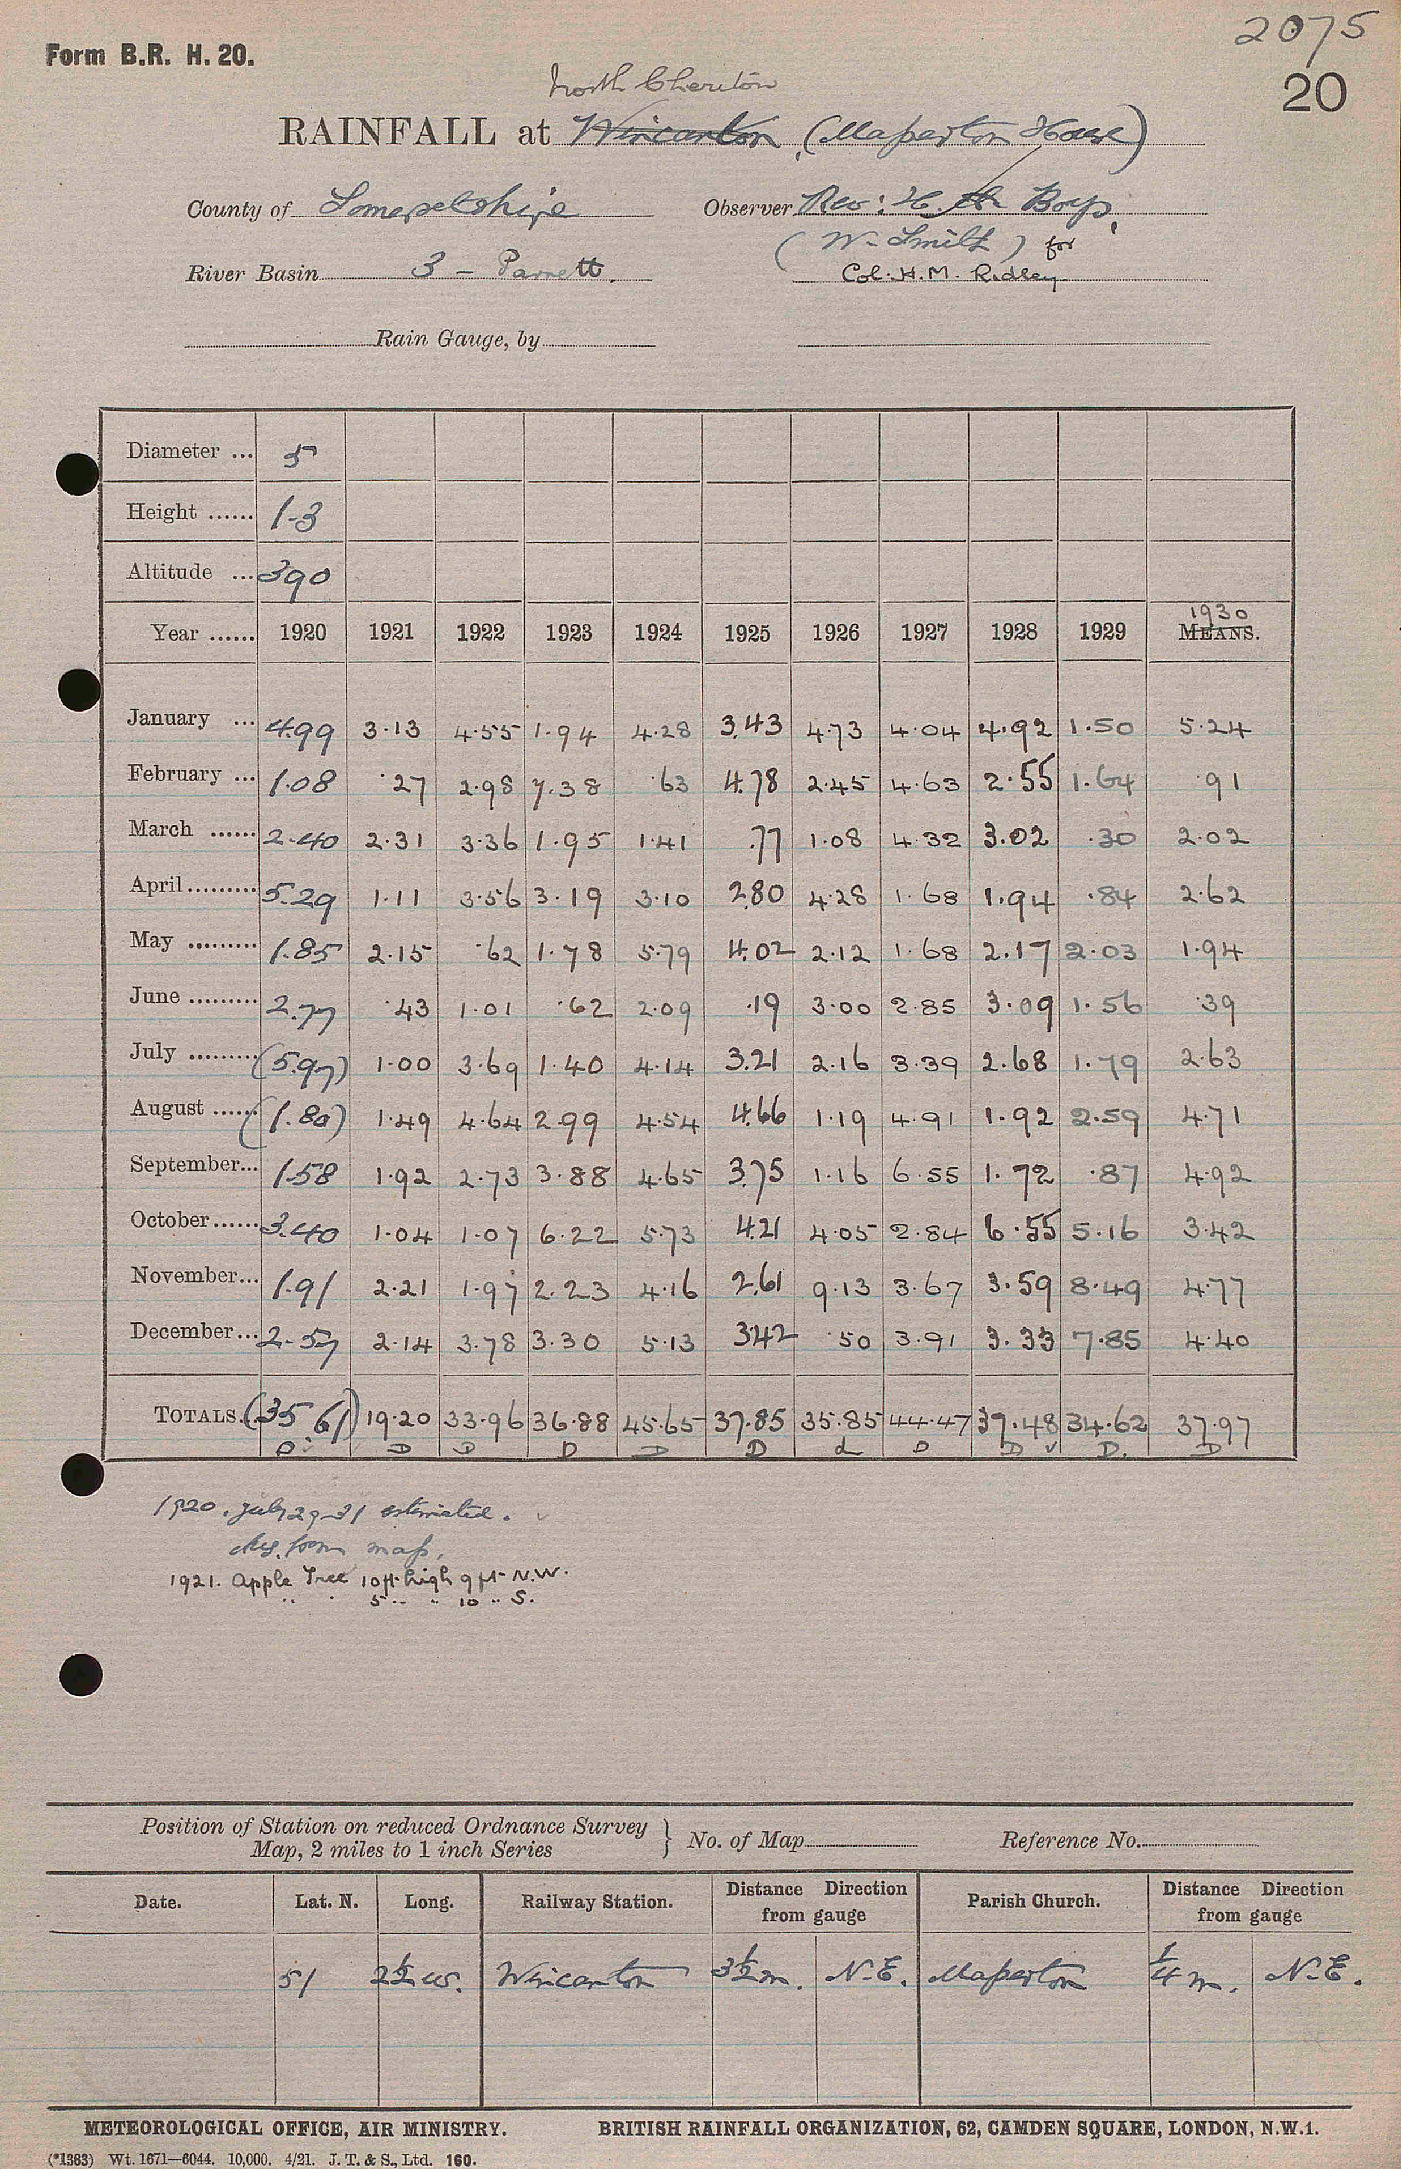 2075
Form B.R. H. 20.
20
North Cheriton
RAINFALL at Wincanton (Maperton House)
County of Somersetshire Observer Rev: H. Boys,
(W. Smith) for
River Basin 3 - Parrett. Col. H. M. Ridley
Rain Gauge, by
Diameter ... 5
Height ...... 1-3
Altitude ... 390
1930
Year ...... 1920 1921 1922 1923 1924 1925 1926 1927 1928 1929 MEANS.
January ... 4.99 3.13 4.55 1.94 4.28 3.43 4.73 4.04 4.92 1.50 5.24
February ... 1.08 .27 2.98 7.38 .63 4.78 2.45 4.63 2.55 1.64 .91
March ...... 2.40 2.31 3.36 1.95 1.41 .77 1.08 4.32 3.02 .30 2.02
April ......... 5.29 1.11 3.56 3.19 3.10 2.80 4.28 1.68 1.94 .84 2.62
May ......... 1.85 2.15 .62 1.78 5.79 4.02 2.12 1.68 2.17 2.03 1.94
June ......... 2.77 .43 1.01 .62 2.09 .19 3.00 2.85 3.09 1.56 .39
July ......... (5.97) 1.00 3.69 1.40 4.14 3.21 2.16 3.39 2.68 1.79 2.63
August ...... (1.80) 1.49 4.64 2.99 4.54 4.66 1.19 4.91 1.92 2.59 4.71
September... 1.58 1.92 2.73 3.88 4.65 3.75 1.16 6.55 1.72 .87 4.92
October...... 3.40 1.04 1.07 6.22 5.73 4.21 4.05 2.84 6.55 5.16 3.42
November... 1.91 2.21 1.97 2.23 4.16 2.61 9.13 3.67 3.59 8.49 4.77
December... 2.57 2.14 3.78 3.30 5.13 3.42 .50 3.91 3.33 7.85 4.40
TOTALS. (35.61) 19.20 33.96 36.88 45.65 37.85 35.85 44.47 37.48 34.62 37.97
D D D D D D D D D. D
1920. July 29-31 estimated.
from map.
1921. Apple Tree 10ft. high 9 ft. N.W.
" " 5 " " 10 " S.
Position of Station on reduced Ordnance Survey
Map, 2 miles to 1 inch Series } No. of Map Reference No.
Date. Lat. N. Long. Railway Station. Distance Direction from gauge Parish Church. Distance Direction from gauge
51 2½ W. Wincanton 3½ m. N.E. Maperton ¼ m. N.E.
METEOROLOGICAL OFFICE, AIR MINISTRY. BRITISH RAINFALL ORGANIZATION, 62, CAMDEN SQUARE, LONDON, N.W.1.
(*1383) Wt. 1671—6044. 10,000. 4/21. J. T. & S., Ltd. 160.